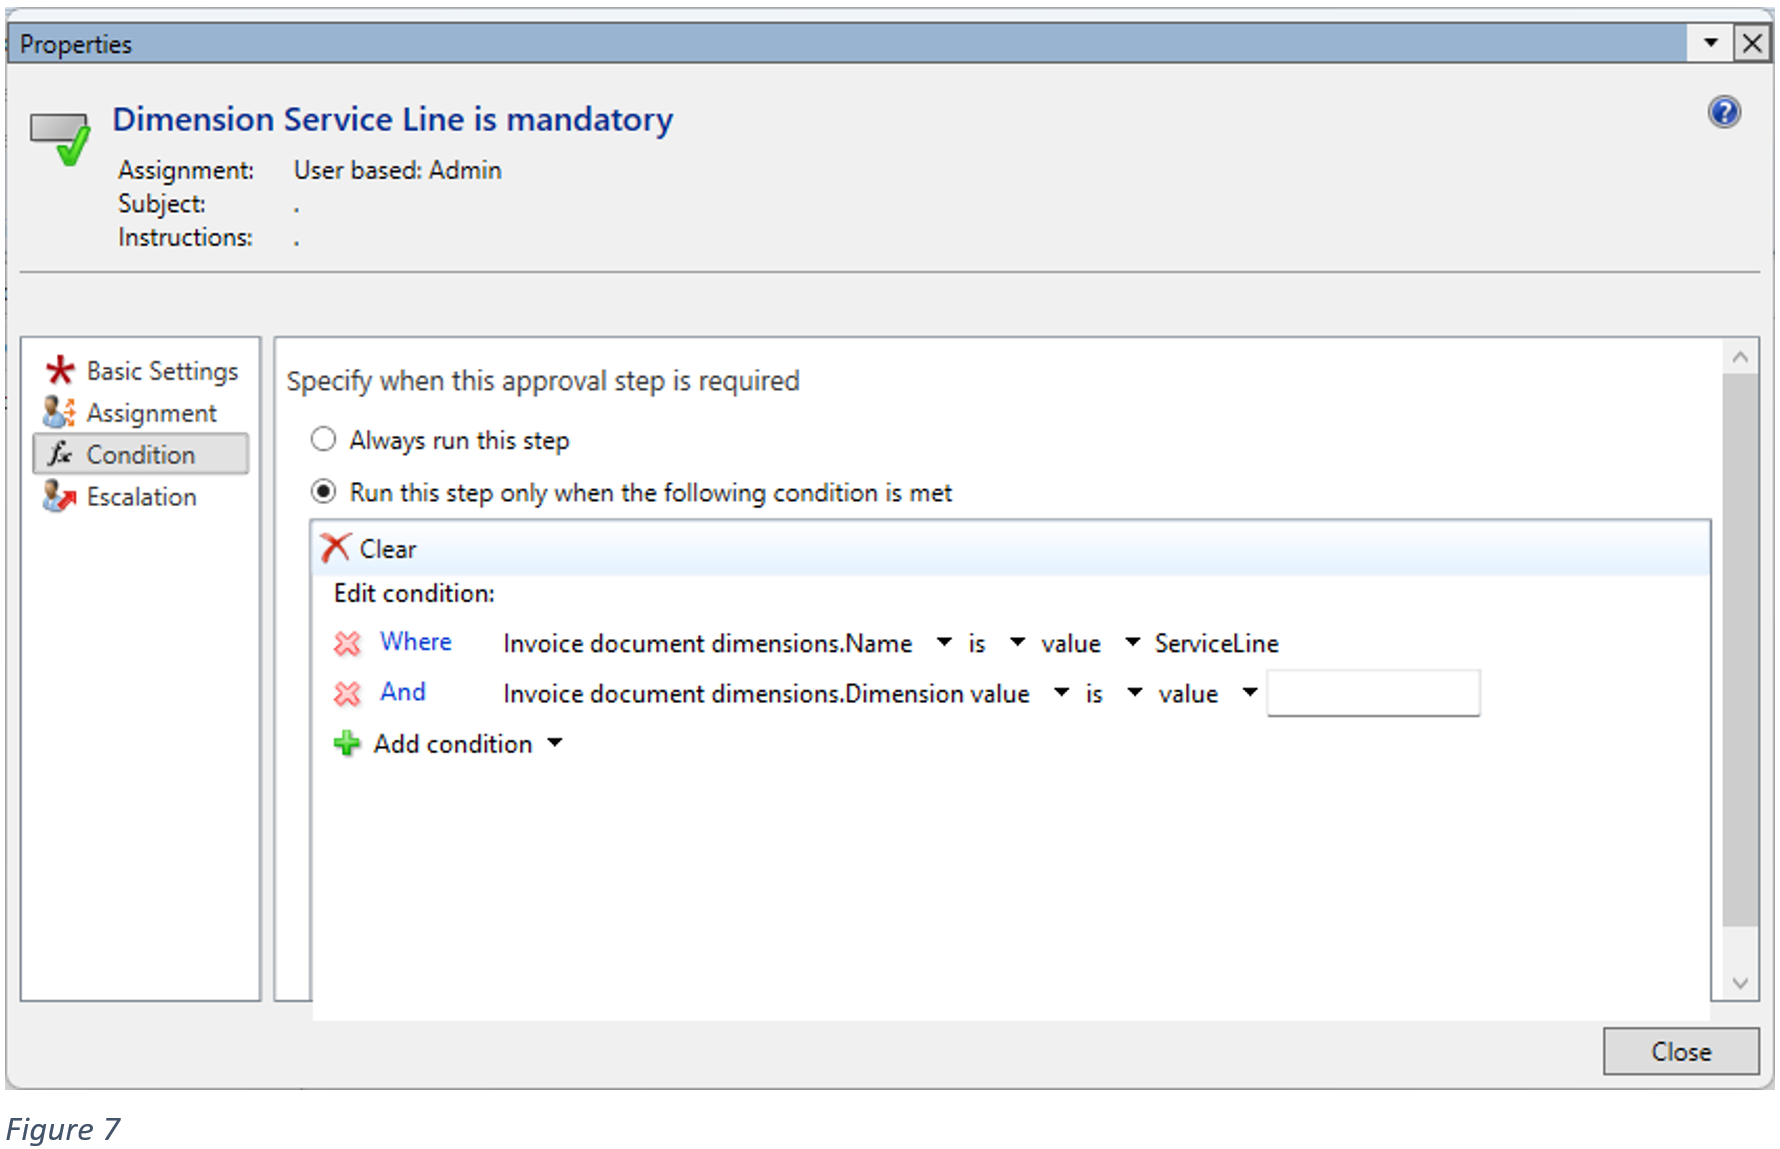 Properties
Dimension Service Line is mandatory
Assignment: User based: Admin
Subject: .
Instructions: .
Basic Settings
Assignment
Condition
Escalation
Specify when this approval step is required
Always run this step
Run this step only when the following condition is met
Clear
Edit condition:
Where Invoice document dimensions.Name is value ServiceLine
And Invoice document dimensions.Dimension value is value
Add condition
Close
Figure 7